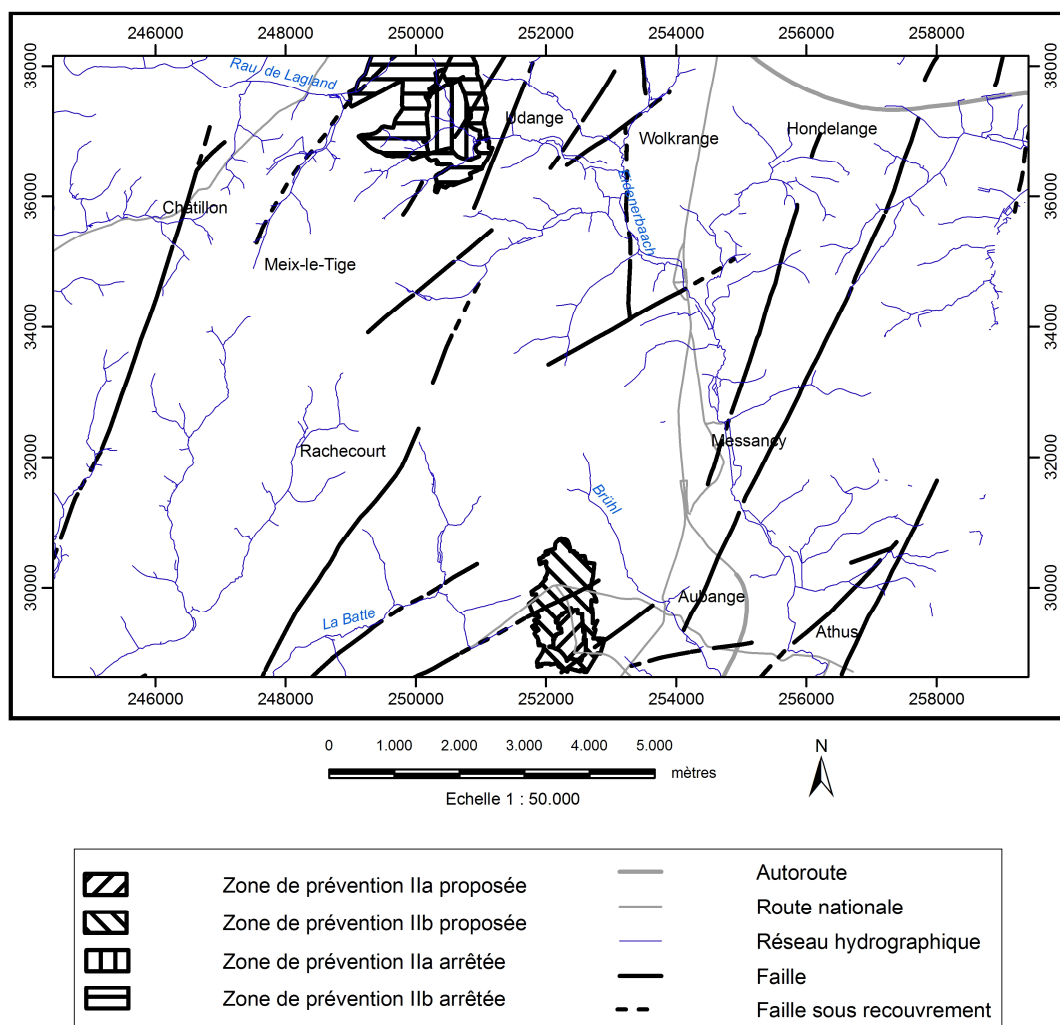 246000 248000 250000 252000 254000 256000 258000
38000 38000
Rau. de Lagland
Udange
Wolkrange
Hondelange
36000 36000
Châtillon
Eidenerbaach
Meix-le-Tige
34000 34000
Rachecourt
Messancy
32000 32000
Brühl
30000 30000
La Batte
Aubange
Athus
246000 248000 250000 252000 254000 256000 258000
0 1.000 2.000 3.000 4.000 5.000
mètres
N
Echelle 1 : 50.000
Zone de prévention IIa proposée
Zone de prévention IIb proposée
Zone de prévention IIa arrêtée
Zone de prévention IIb arrêtée
Autoroute
Route nationale
Réseau hydrographique
Faille
Faille sous recouvrement